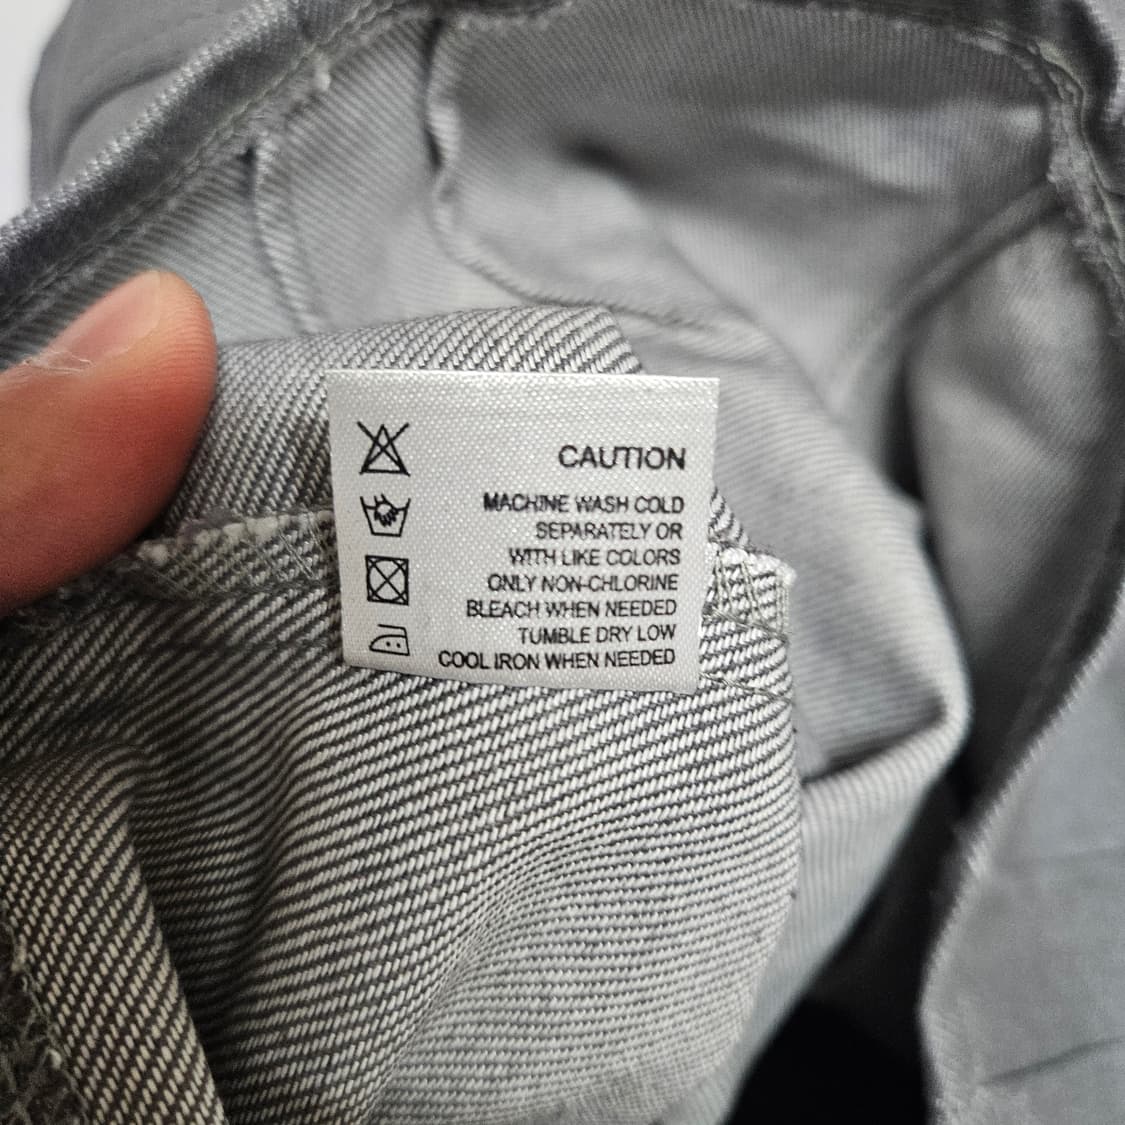 CAUTION
MACHINE WASH COLD
SEPARATELY OR
WITH LIKE COLORS
ONLY NON-CHLORINE
BLEACH WHEN NEEDED
TUMBLE DRY LOW
COOL IRON WHEN NEEDED